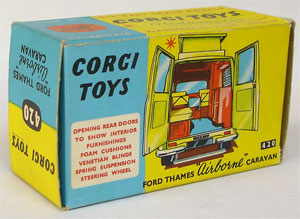 FORD THAMES
"Airborne"
CARAVAN
420
CORGI TOYS
CORGI
TOYS
OPENING REAR DOORS
TO SHOW INTERIOR
FURNISHINGS
FOAM CUSHIONS
VENETIAN BLINDS
SPRING SUSPENSION
STEERING WHEEL
420
FORD THAMES "Airborne" CARAVAN